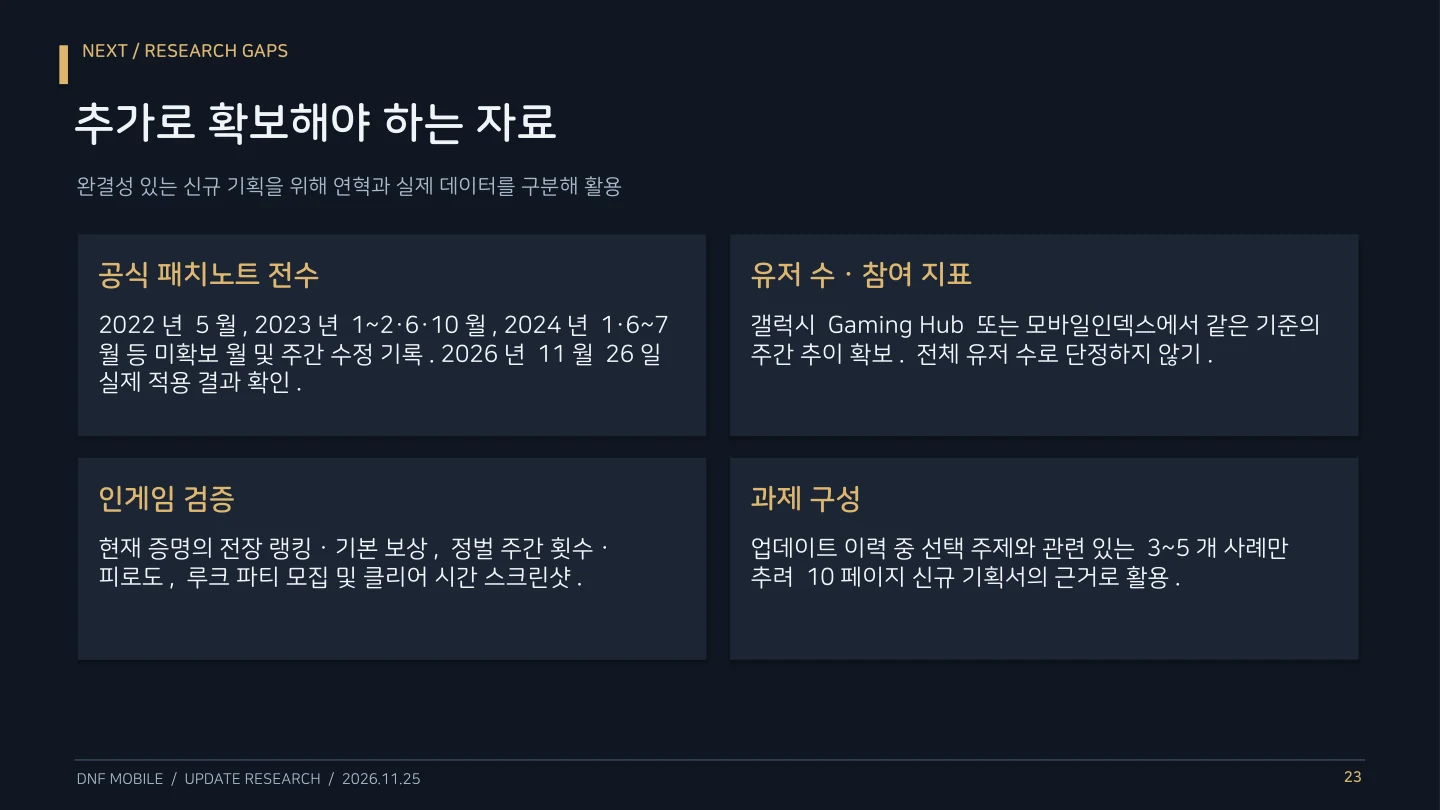 NEXT / RESEARCH GAPS
추가로 확보해야 하는 자료
완결성 있는 신규 기획을 위해 연혁과 실제 데이터를 구분해 활용
공식 패치노트 전수
2022 년 5 월 , 2023 년 1~2·6·10 월 , 2024 년 1·6~7
월 등 미확보 월 및 주간 수정 기록 . 2026 년 11 월 26 일
실제 적용 결과 확인 .
유저 수 · 참여 지표
갤럭시 Gaming Hub 또는 모바일인덱스에서 같은 기준의
주간 추이 확보 . 전체 유저 수로 단정하지 않기 .
인게임 검증
현재 증명의 전장 랭킹 · 기본 보상 , 정벌 주간 횟수 ·
피로도 , 루크 파티 모집 및 클리어 시간 스크린샷 .
과제 구성
업데이트 이력 중 선택 주제와 관련 있는 3~5 개 사례만
추려 10 페이지 신규 기획서의 근거로 활용 .
DNF MOBILE / UPDATE RESEARCH / 2026.11.25
23